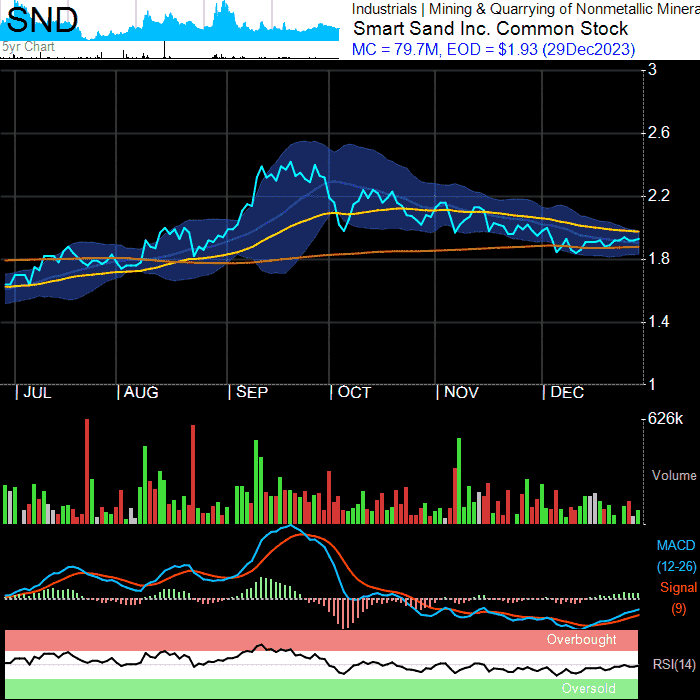 SND
5yr Chart
Industrials | Mining & Quarrying of Nonmetallic Minera
Smart Sand Inc. Common Stock
MC = 79.7M, EOD = $1.93 (29Dec2023)
3
2.6
2.2
1.8
1.4
1
| JUL | AUG | SEP | OCT | NOV | DEC
626k
Volume
MACD
(12-26)
Signal
(9)
Overbought
RSI(14)
Oversold